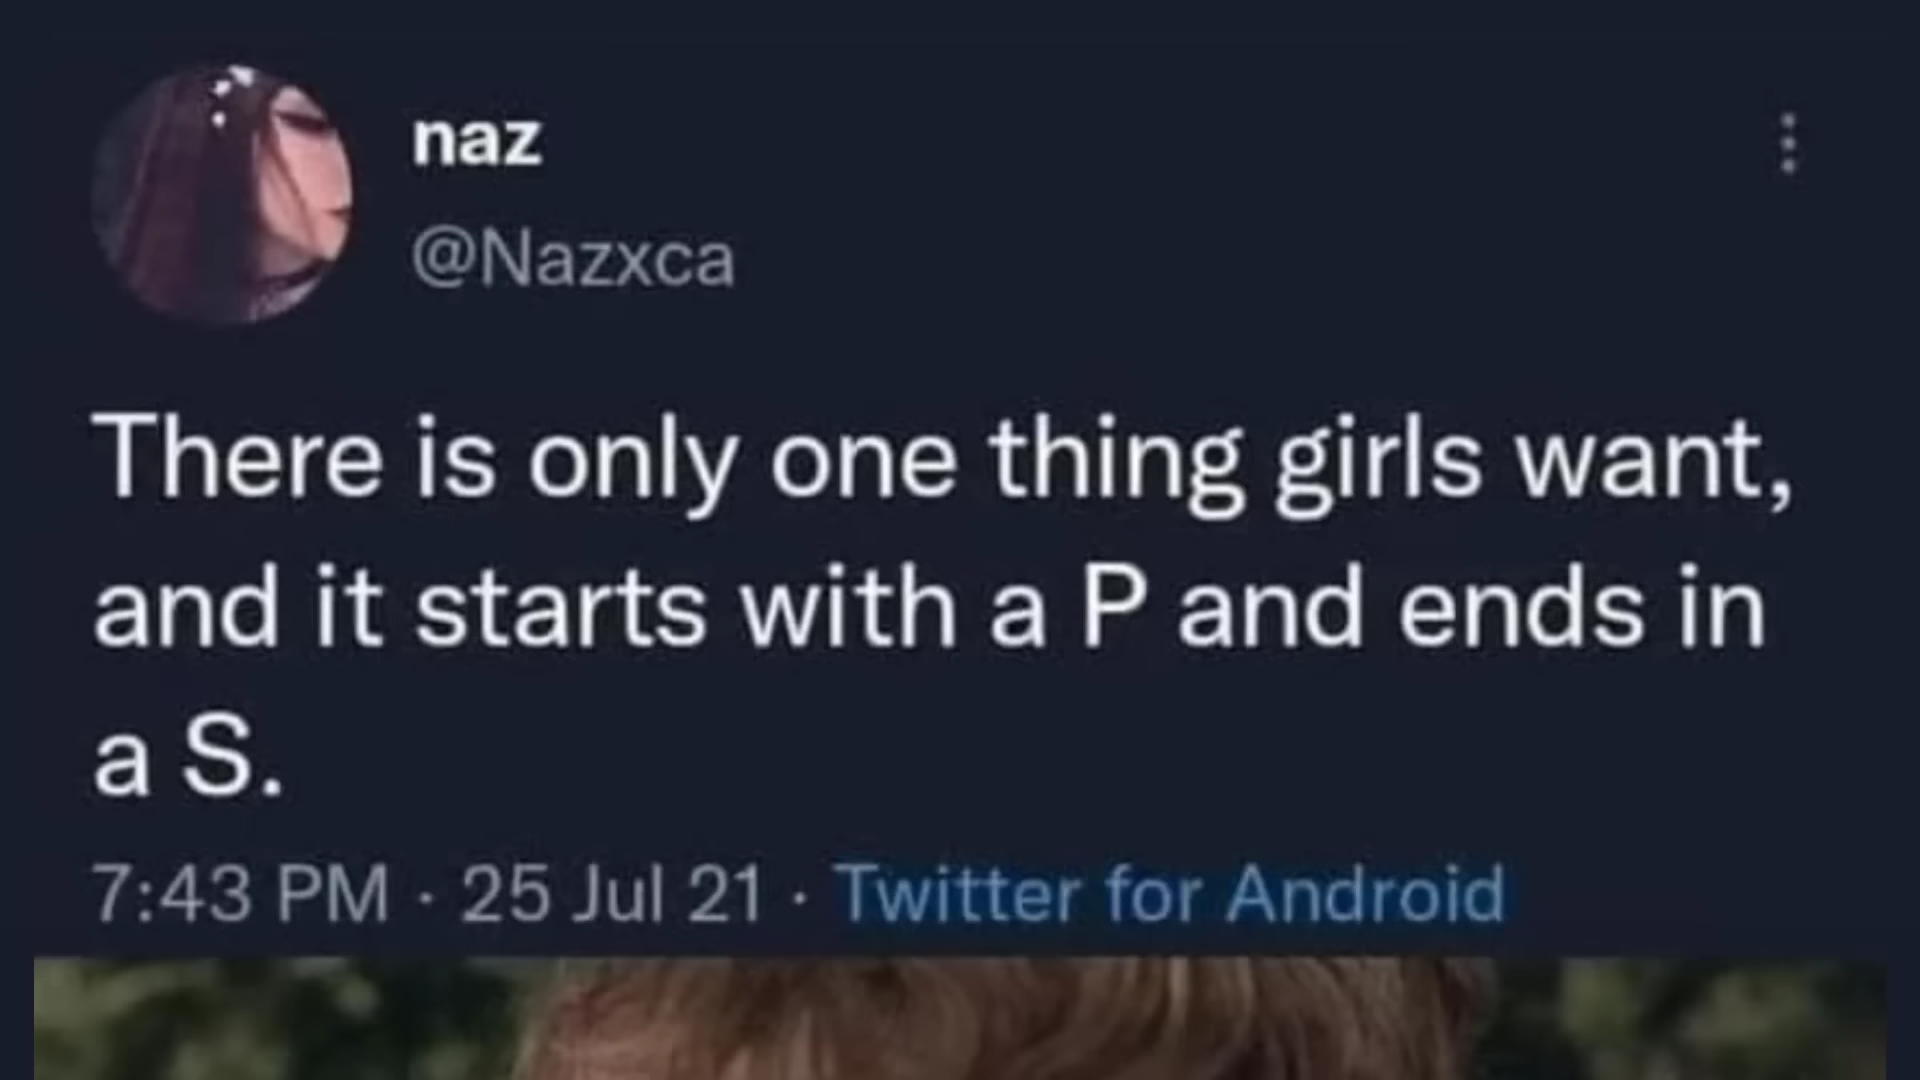 naz
@Nazxca
There is only one thing girls want,
and it starts with a P and ends in
a S.
7:43 PM · 25 Jul 21 · Twitter for Android